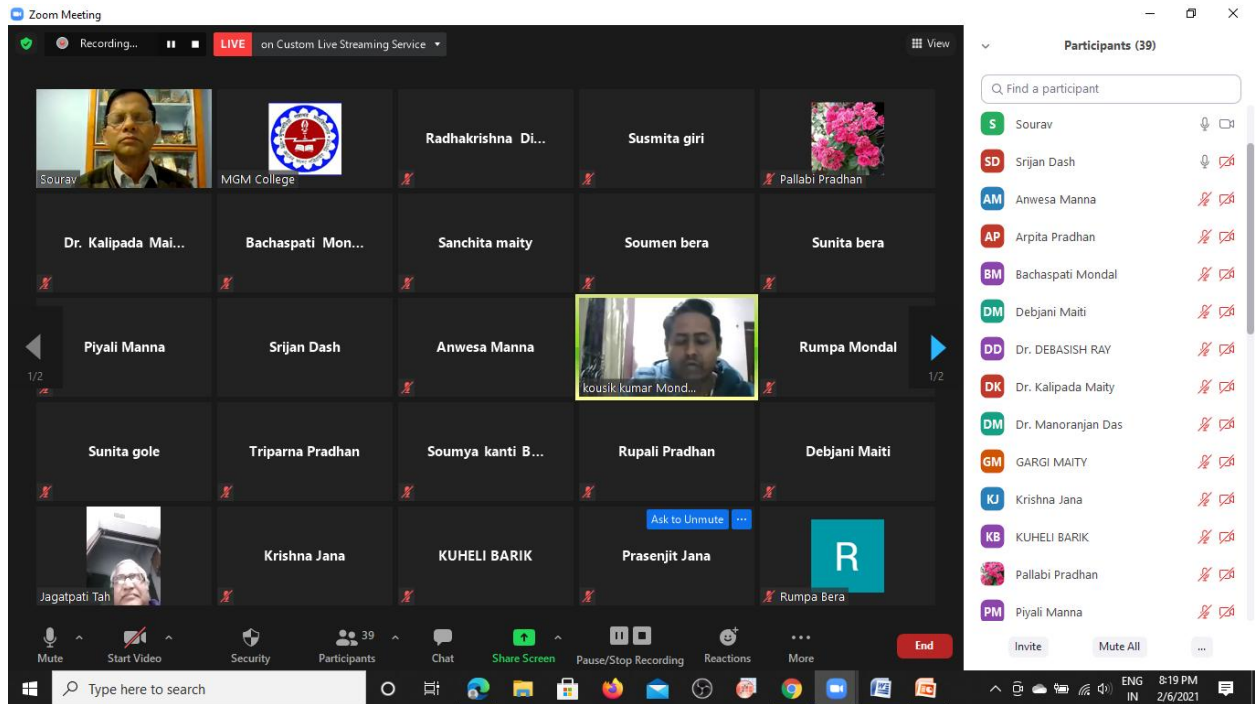 Zoom Meeting
Recording...
LIVE on Custom Live Streaming Service
View
Sourav
MGM College
Radhakrishna Di...
Susmita giri
Pallabi Pradhan
Dr. Kalipada Mai...
Bachaspati Mon...
Sanchita maity
Soumen bera
Sunita bera
1/2
Piyali Manna
Srijan Dash
Anwesa Manna
kousik kumar Mond...
Rumpa Mondal
1/2
Sunita gole
Triparna Pradhan
Soumya kanti B...
Rupali Pradhan
Debjani Maiti
Jagatpati Tah
Krishna Jana
KUHELI BARIK
Ask to Unmute ...
Prasenjit Jana
R
Rumpa Bera
Mute
Start Video
Security
39
Participants
Chat
Share Screen
Pause/Stop Recording
Reactions
More
End
Participants (39)
Find a participant
S Sourav
SD Srijan Dash
AM Anwesa Manna
AP Arpita Pradhan
BM Bachaspati Mondal
DM Debjani Maiti
DD Dr. DEBASISH RAY
DK Dr. Kalipada Maity
DM Dr. Manoranjan Das
GM GARGI MAITY
KJ Krishna Jana
KB KUHELI BARIK
Pallabi Pradhan
PM Piyali Manna
Invite Mute All ...
Type here to search
ENG
IN
8:19 PM
2/6/2021